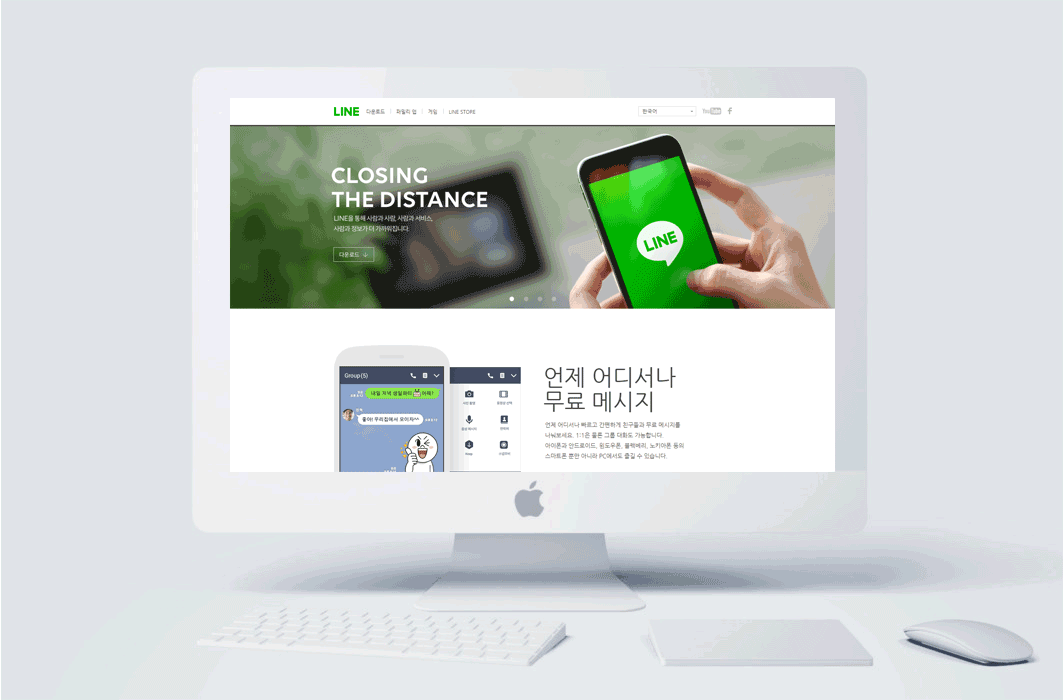 LINE 다운로드 패밀리 앱 게임 LINE STORE 한국어 YouTube f
CLOSING
THE DISTANCE
LINE을 통해 사람과 사람, 사람과 서비스,
사람과 정보가 더 가까워집니다.
다운로드
LINE
언제 어디서나
무료 메시지
언제 어디서나 빠르고 간편하게 친구들과 무료 메시지를
나눠보세요. 1:1은 물론 그룹 대화도 가능합니다.
아이폰과 안드로이드, 윈도우폰, 블랙베리, 노키아폰 등의
스마트폰 뿐만 아니라 PC에서도 즐길 수 있습니다.
Group(5)
내일 저녁 생일파티 어때?
좋아! 우리집에서 모이자~^^